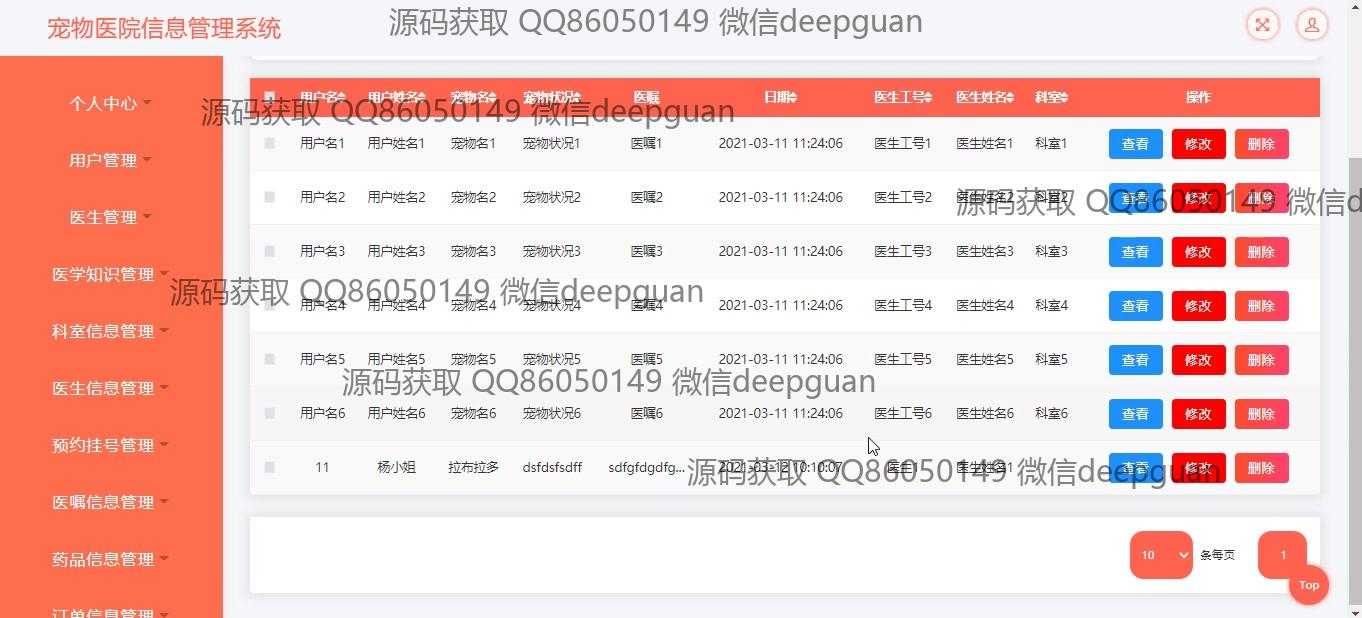 宠物医院信息管理系统
源码获取 QQ86050149 微信deepguan
个人中心
用户管理
医生管理
医学知识管理
科室信息管理
医生信息管理
预约挂号管理
医嘱信息管理
药品信息管理
订单信息管理
用户名 用户姓名 宠物名 宠物状况 医嘱 日期 医生工号 医生姓名 科室 操作
源码获取 QQ86050149 微信deepguan
用户名1 用户姓名1 宠物名1 宠物状况1 医嘱1 2021-03-11 11:24:06 医生工号1 医生姓名1 科室1 查看 修改 删除
用户名2 用户姓名2 宠物名2 宠物状况2 医嘱2 2021-03-11 11:24:06 医生工号2 医生姓名2 科室2 查看 修改 删除
源码获取 QQ86050149 微信d
用户名3 用户姓名3 宠物名3 宠物状况3 医嘱3 2021-03-11 11:24:06 医生工号3 医生姓名3 科室3 查看 修改 删除
源码获取 QQ86050149 微信deepguan
用户名4 用户姓名4 宠物名4 宠物状况4 医嘱4 2021-03-11 11:24:06 医生工号4 医生姓名4 科室4 查看 修改 删除
用户名5 用户姓名5 宠物名5 宠物状况5 医嘱5 2021-03-11 11:24:06 医生工号5 医生姓名5 科室5 查看 修改 删除
源码获取 QQ86050149 微信deepguan
用户名6 用户姓名6 宠物名6 宠物状况6 医嘱6 2021-03-11 11:24:06 医生工号6 医生姓名6 科室6 查看 修改 删除
11 杨小姐 拉布拉多 dsfdsfsdff sdfgfdgdfg... 2021-03-12 10:10:07 医生1 医生姓名1 查看 修改 删除
源码获取 QQ86050149 微信deepguan
10 条每页 1
Top